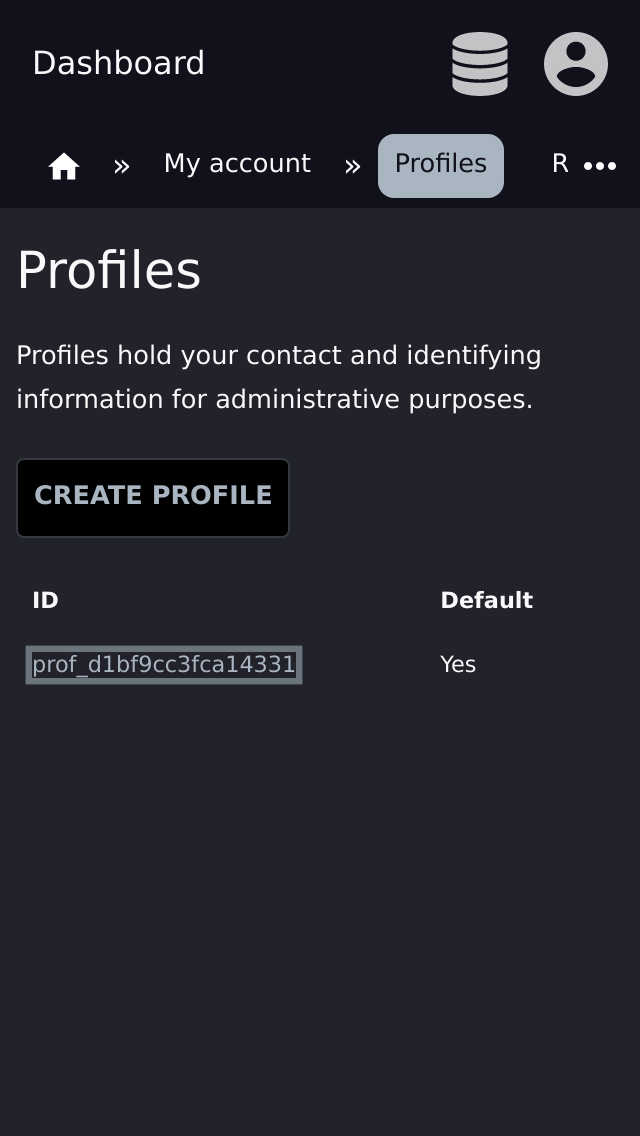 Dashboard
» My account » Profiles R •••
Profiles
Profiles hold your contact and identifying
information for administrative purposes.
CREATE PROFILE
ID Default
prof_d1bf9cc3fca14331 Yes